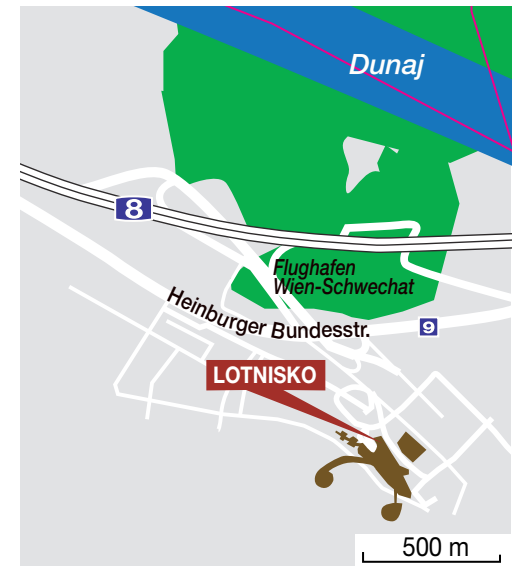 Dunaj
8
Flughafen
Wien-Schwechat
Heinburger Bundesstr.
9
LOTNISKO
500 m